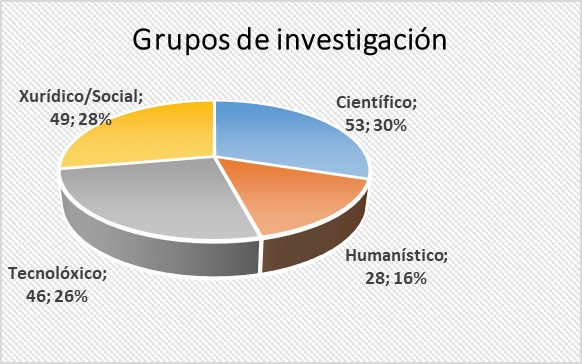 Grupos de investigación
Xurídico/Social;
49; 28%
Científico;
53; 30%
Humanístico;
28; 16%
Tecnolóxico;
46; 26%